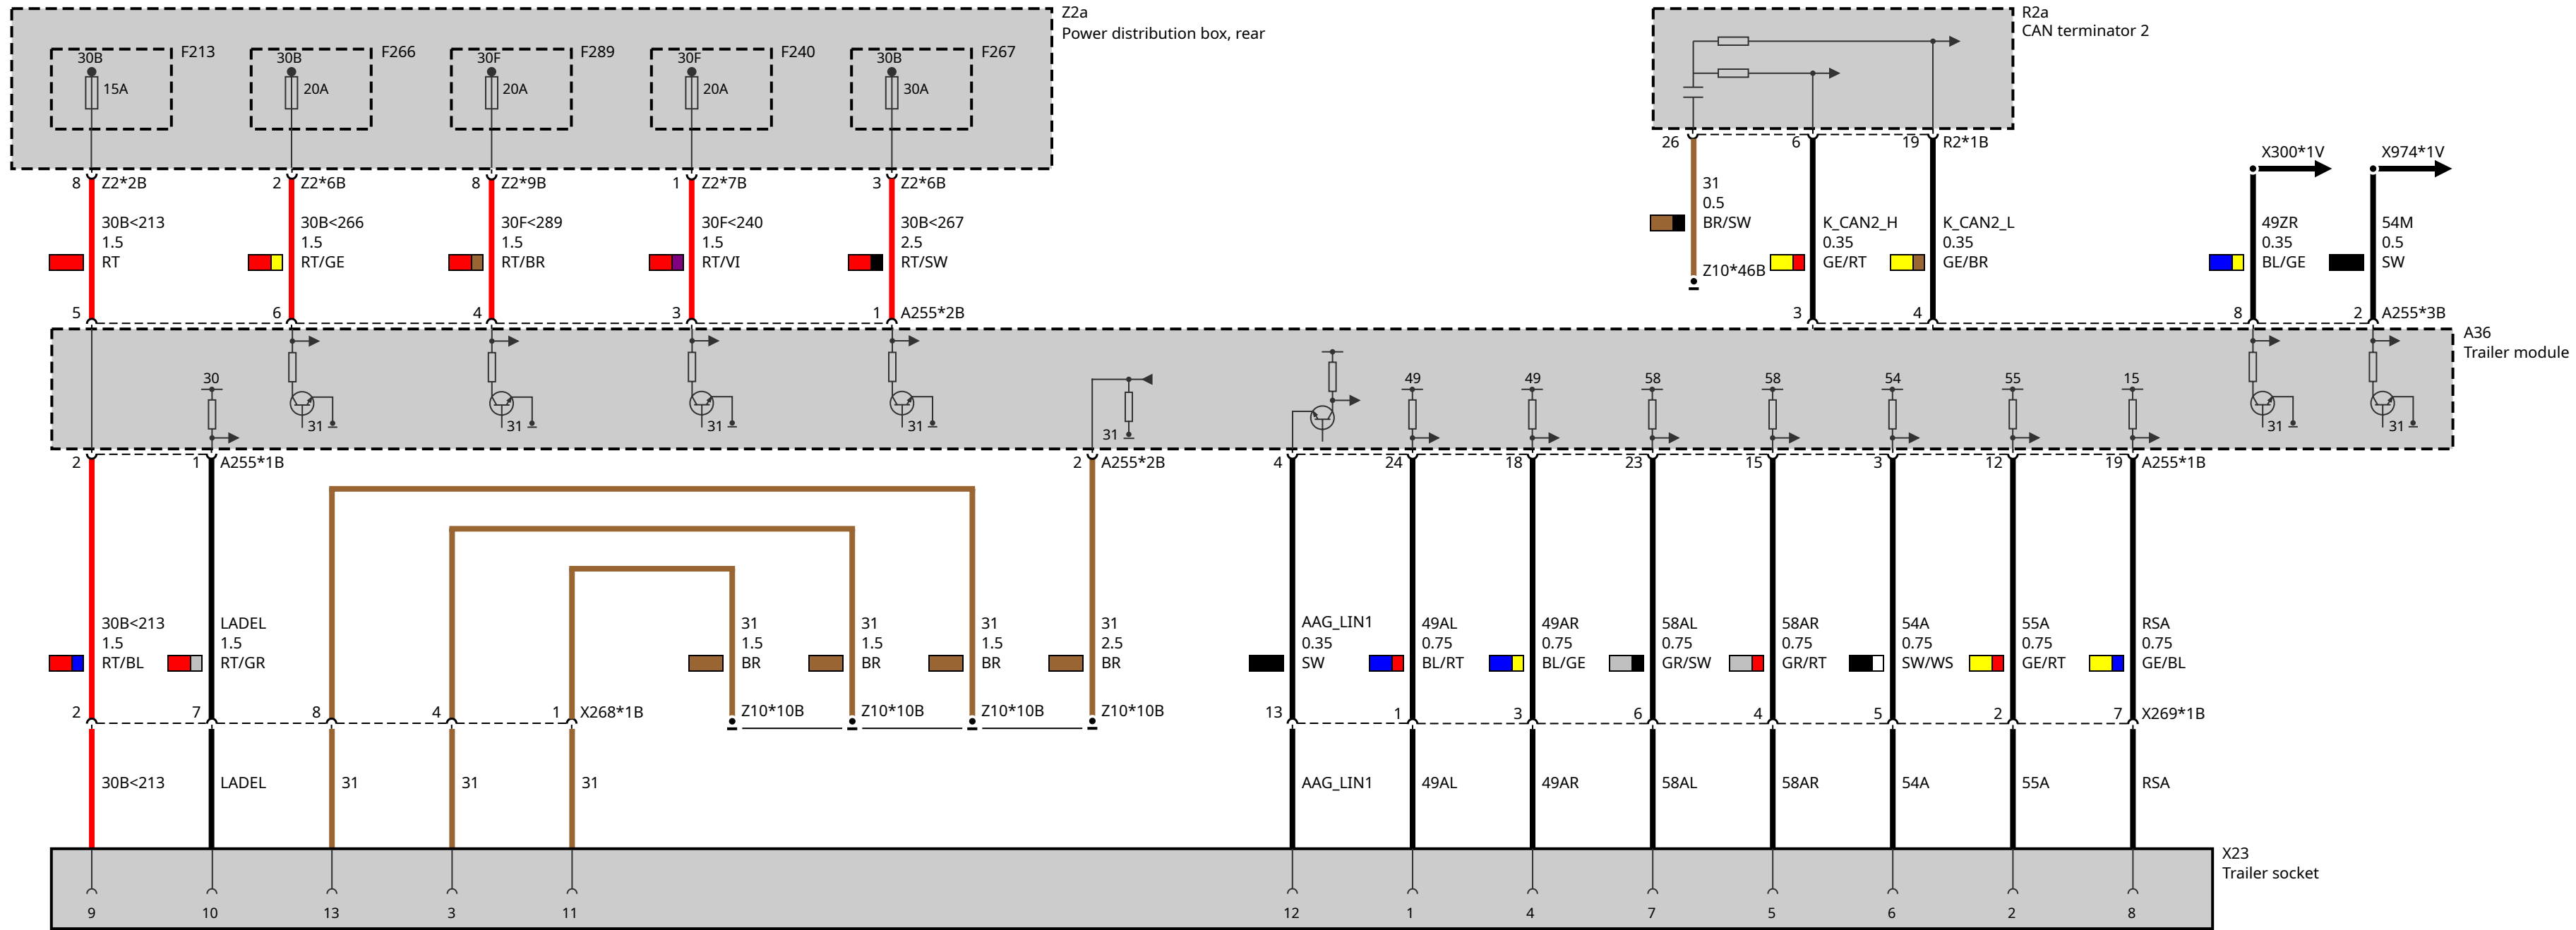 Z2a
Power distribution box, rear
R2a
CAN terminator 2
30B F213
15A
30B F266
20A
30F F289
20A
30F F240
20A
30B F267
30A
26 6 19 R2*1B
X300*1V X974*1V
8 Z2*2B 2 Z2*6B 8 Z2*9B 1 Z2*7B 3 Z2*6B
30B<213
1.5
RT
30B<266
1.5
RT/GE
30F<289
1.5
RT/BR
30F<240
1.5
RT/VI
30B<267
2.5
RT/SW
31
0.5
BR/SW
Z10*46B
K_CAN2_H
0.35
GE/RT
K_CAN2_L
0.35
GE/BR
49ZR
0.35
BL/GE
54M
0.5
SW
5 6 4 3 1 A255*2B 3 4 8 2 A255*3B
A36
Trailer module
30 49 49 58 58 54 55 15
31 31 31 31 31 31 31
2 1 A255*1B 2 A255*2B 4 24 18 23 15 3 12 19 A255*1B
30B<213
1.5
RT/BL
LADEL
1.5
RT/GR
31
1.5
BR
31
1.5
BR
31
1.5
BR
31
2.5
BR
AAG_LIN1
0.35
SW
49AL
0.75
BL/RT
49AR
0.75
BL/GE
58AL
0.75
GR/SW
58AR
0.75
GR/RT
54A
0.75
SW/WS
55A
0.75
GE/RT
RSA
0.75
GE/BL
2 7 8 4 1 X268*1B Z10*10B Z10*10B Z10*10B Z10*10B 13 1 3 6 4 5 2 7 X269*1B
30B<213 LADEL 31 31 31 AAG_LIN1 49AL 49AR 58AL 58AR 54A 55A RSA
X23
Trailer socket
9 10 13 3 11 12 1 4 7 5 6 2 8